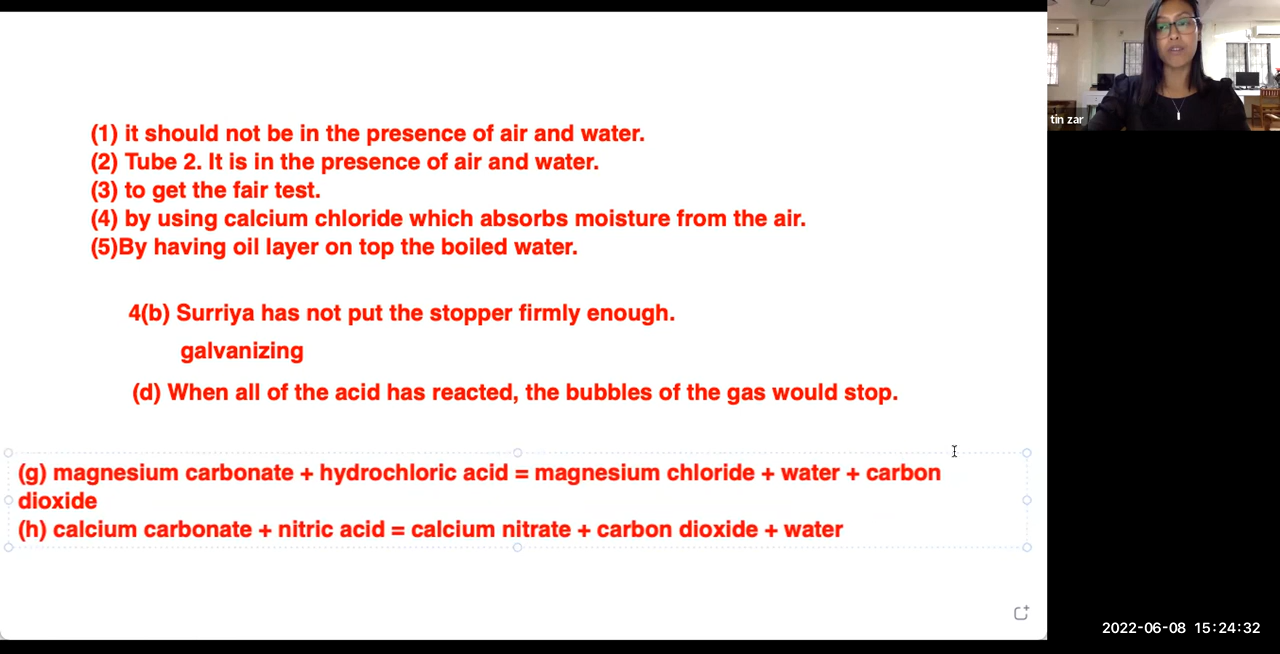 tin zar
(1) it should not be in the presence of air and water.
(2) Tube 2. It is in the presence of air and water.
(3) to get the fair test.
(4) by using calcium chloride which absorbs moisture from the air.
(5)By having oil layer on top the boiled water.
4(b) Surriya has not put the stopper firmly enough.
galvanizing
(d) When all of the acid has reacted, the bubbles of the gas would stop.
(g) magnesium carbonate + hydrochloric acid = magnesium chloride + water + carbon
dioxide
(h) calcium carbonate + nitric acid = calcium nitrate + carbon dioxide + water
2022-06-08 15:24:32